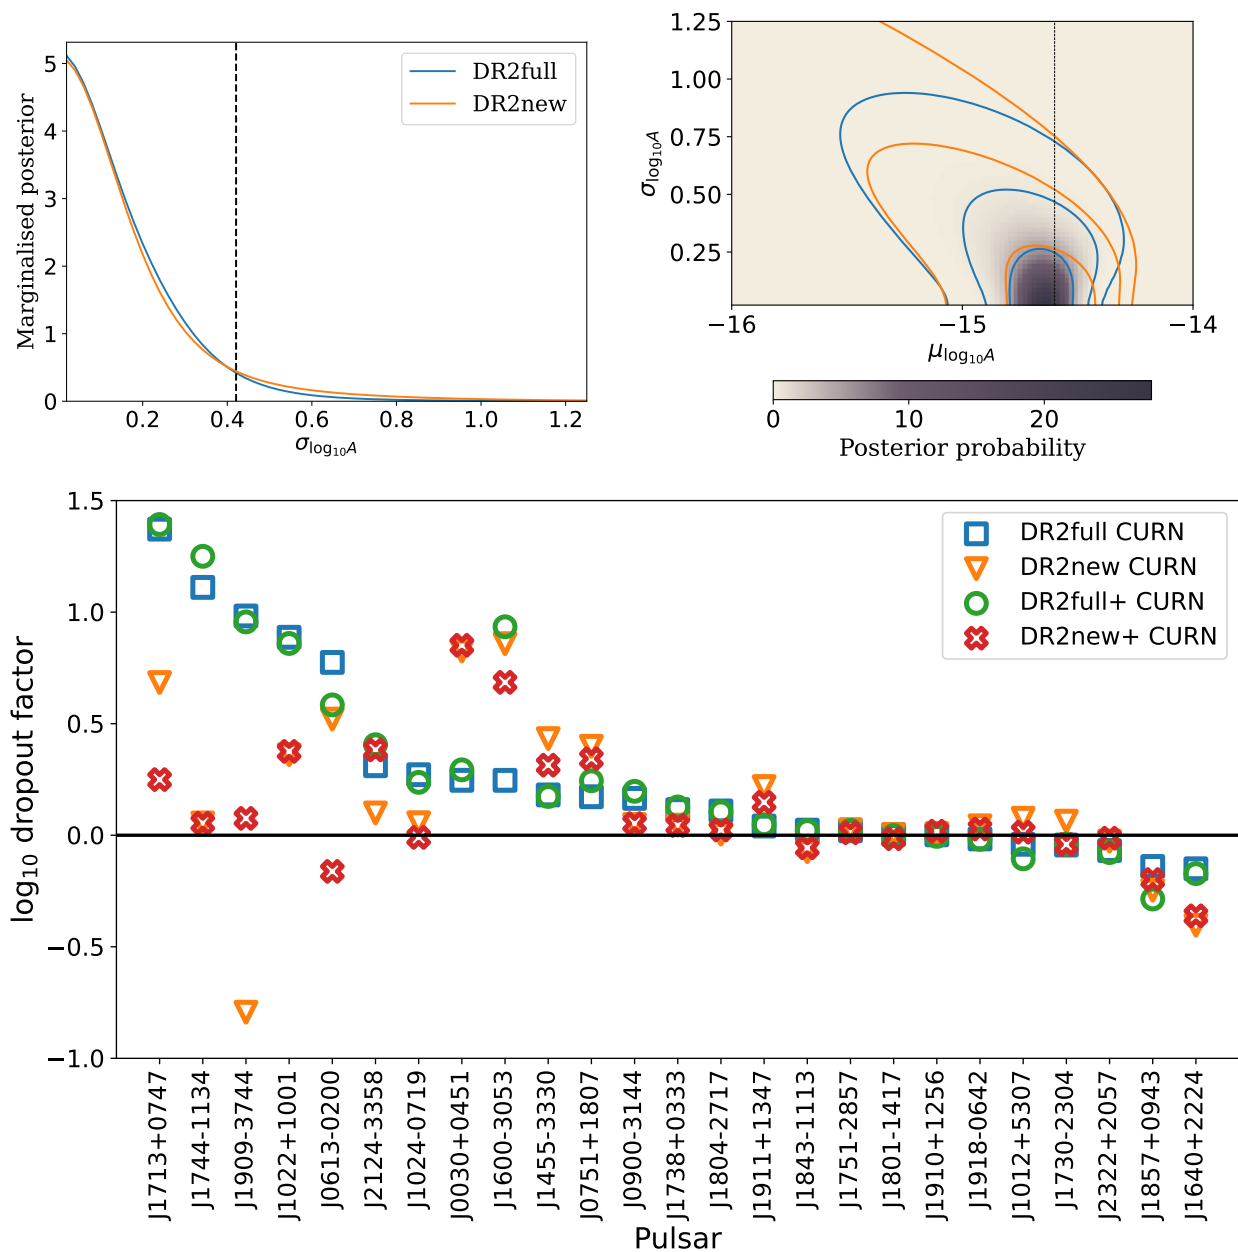 Marginalised posterior
5
4
3
2
1
0
0.2
0.4
0.6
0.8
1.0
1.2
σlog₁₀A
DR2full
DR2new
σlog₁₀A
1.25
1.00
0.75
0.50
0.25
−16
−15
−14
μlog₁₀A
0
10
20
Posterior probability
log₁₀ dropout factor
1.5
1.0
0.5
0.0
−0.5
−1.0
DR2full CURN
DR2new CURN
DR2full+ CURN
DR2new+ CURN
J1713+0747
J1744-1134
J1909-3744
J1022+1001
J0613-0200
J2124-3358
J1024-0719
J0030+0451
J1600-3053
J1455-3330
J0751+1807
J0900-3144
J1738+0333
J1804-2717
J1911+1347
J1843-1113
J1751-2857
J1801-1417
J1910+1256
J1918-0642
J1012+5307
J1730-2304
J2322+2057
J1857+0943
J1640+2224
Pulsar